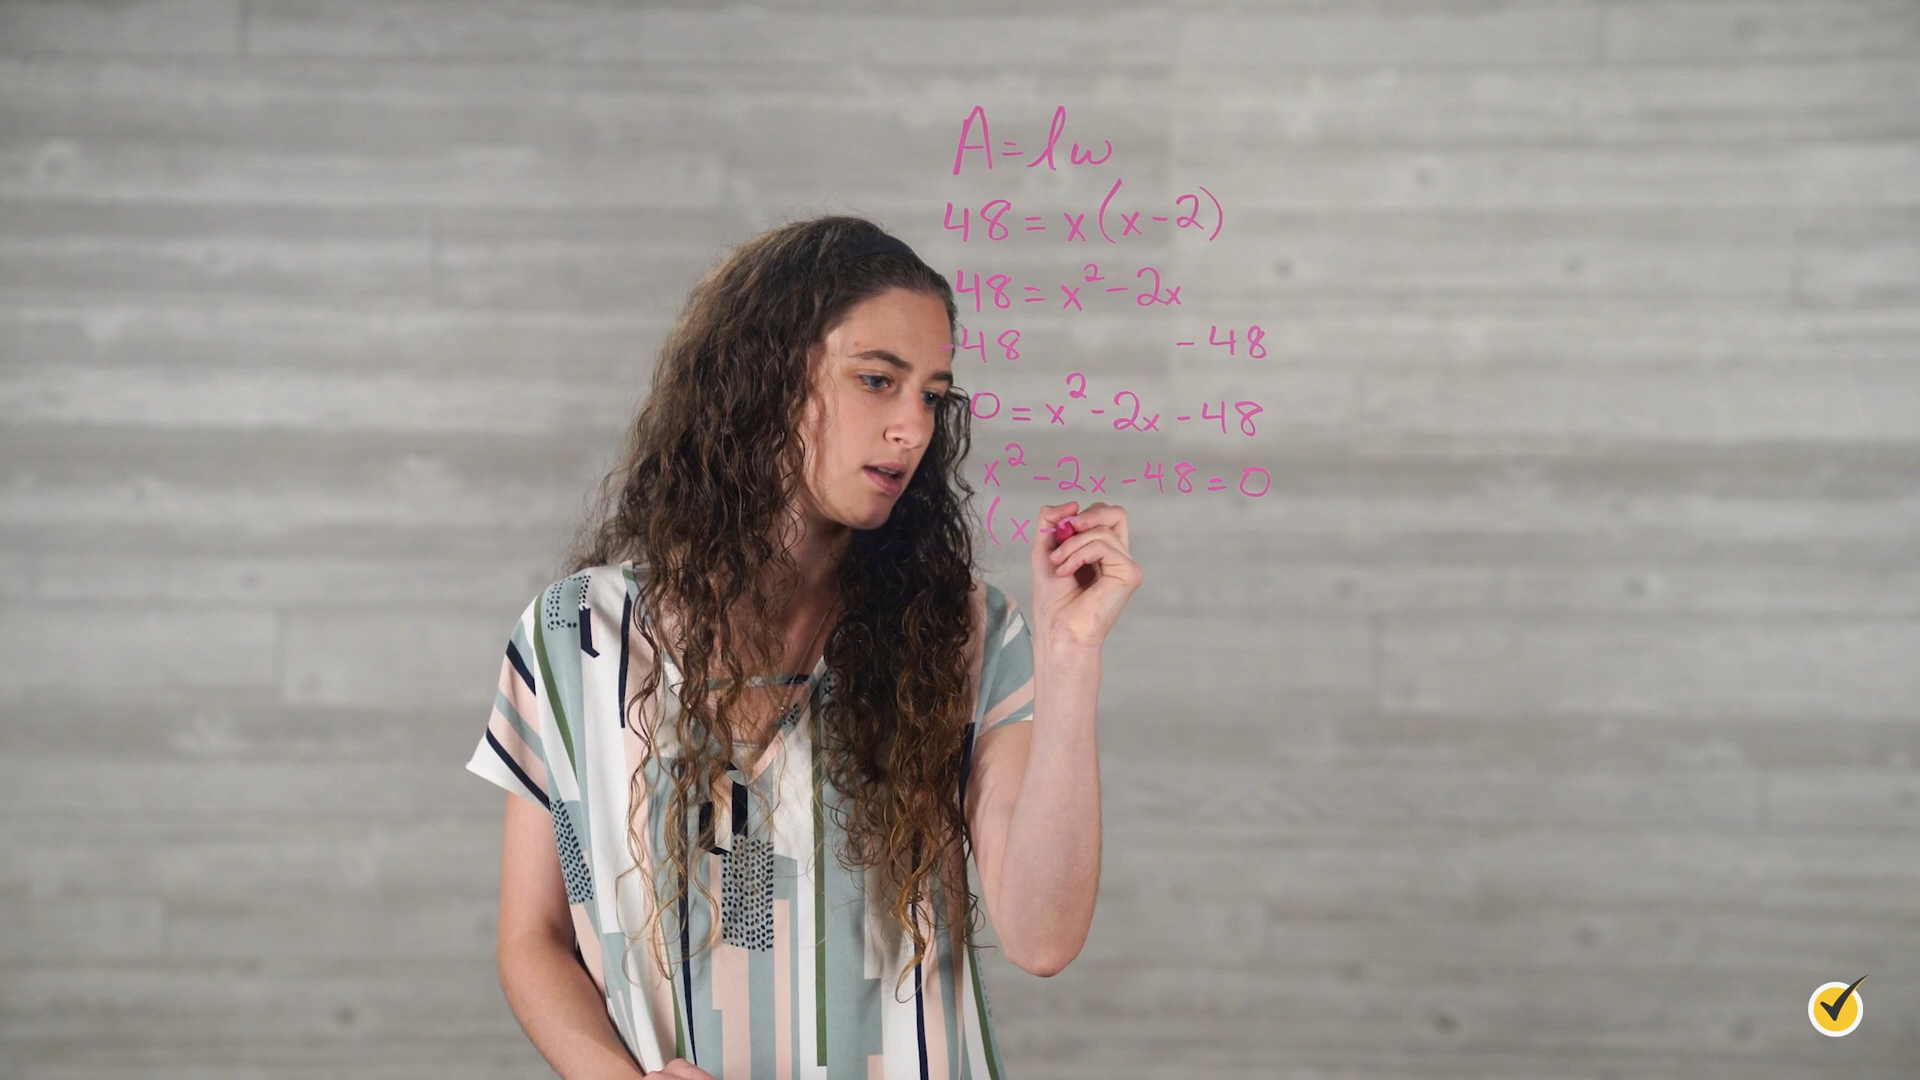 A=lw
48=x(x-2)
48=x²-2x
-48 -48
0=x²-2x-48
x²-2x-48=0
(x-